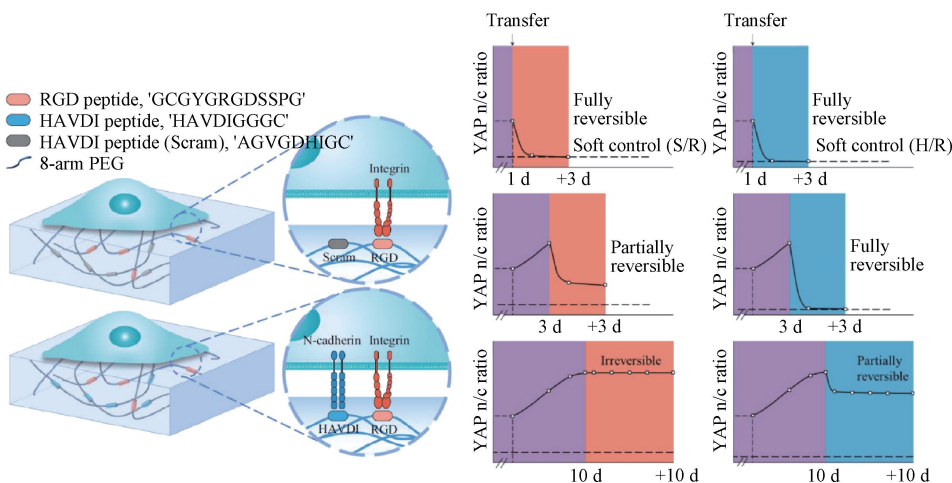 RGD peptide, 'GCGYGRGDSSPG'
HAVDI peptide, 'HAVDIGGGC'
HAVDI peptide (Scram), 'AGVGDHIGC'
8-arm PEG
Integrin
Scram
RGD
N-cadherin
Integrin
HAVDI
RGD
Transfer
YAP n/c ratio
Fully
reversible
Soft control (S/R)
1 d
+3 d
Transfer
YAP n/c ratio
Fully
reversible
Soft control (H/R)
1 d
+3 d
YAP n/c ratio
Partially
reversible
3 d
+3 d
YAP n/c ratio
Fully
reversible
3 d
+3 d
YAP n/c ratio
Irreversible
10 d
+10 d
YAP n/c ratio
Partially
reversible
10 d
+10 d